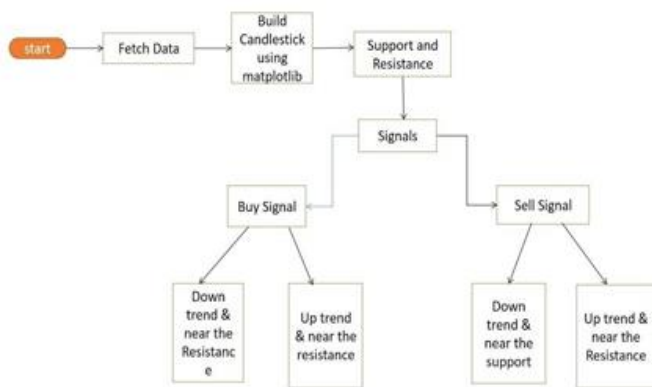 start
Fetch Data
Build
Candlestick
using
matplotlib
Support and
Resistance
Signals
Buy Signal
Sell Signal
Down
trend &
near the
Resistanc
e
Up trend
& near the
resistance
Down
trend &
near the
support
Up trend &
near the
Resistance